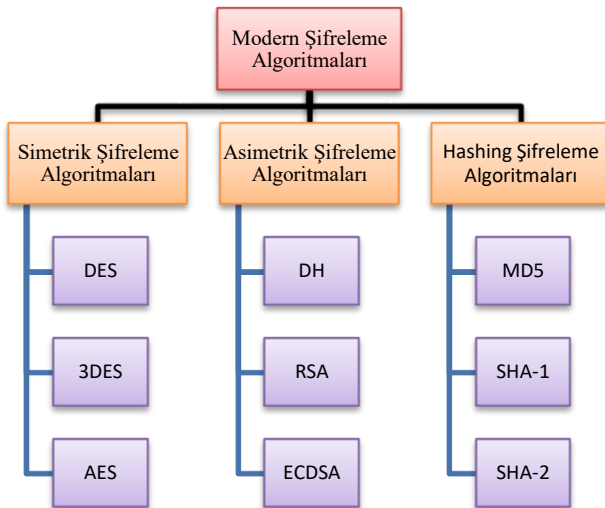 Modern Şifreleme
Algoritmaları
Simetrik Şifreleme
Algoritmaları
Asimetrik Şifreleme
Algoritmaları
Hashing Şifreleme
Algoritmaları
DES
DH
MD5
3DES
RSA
SHA-1
AES
ECDSA
SHA-2